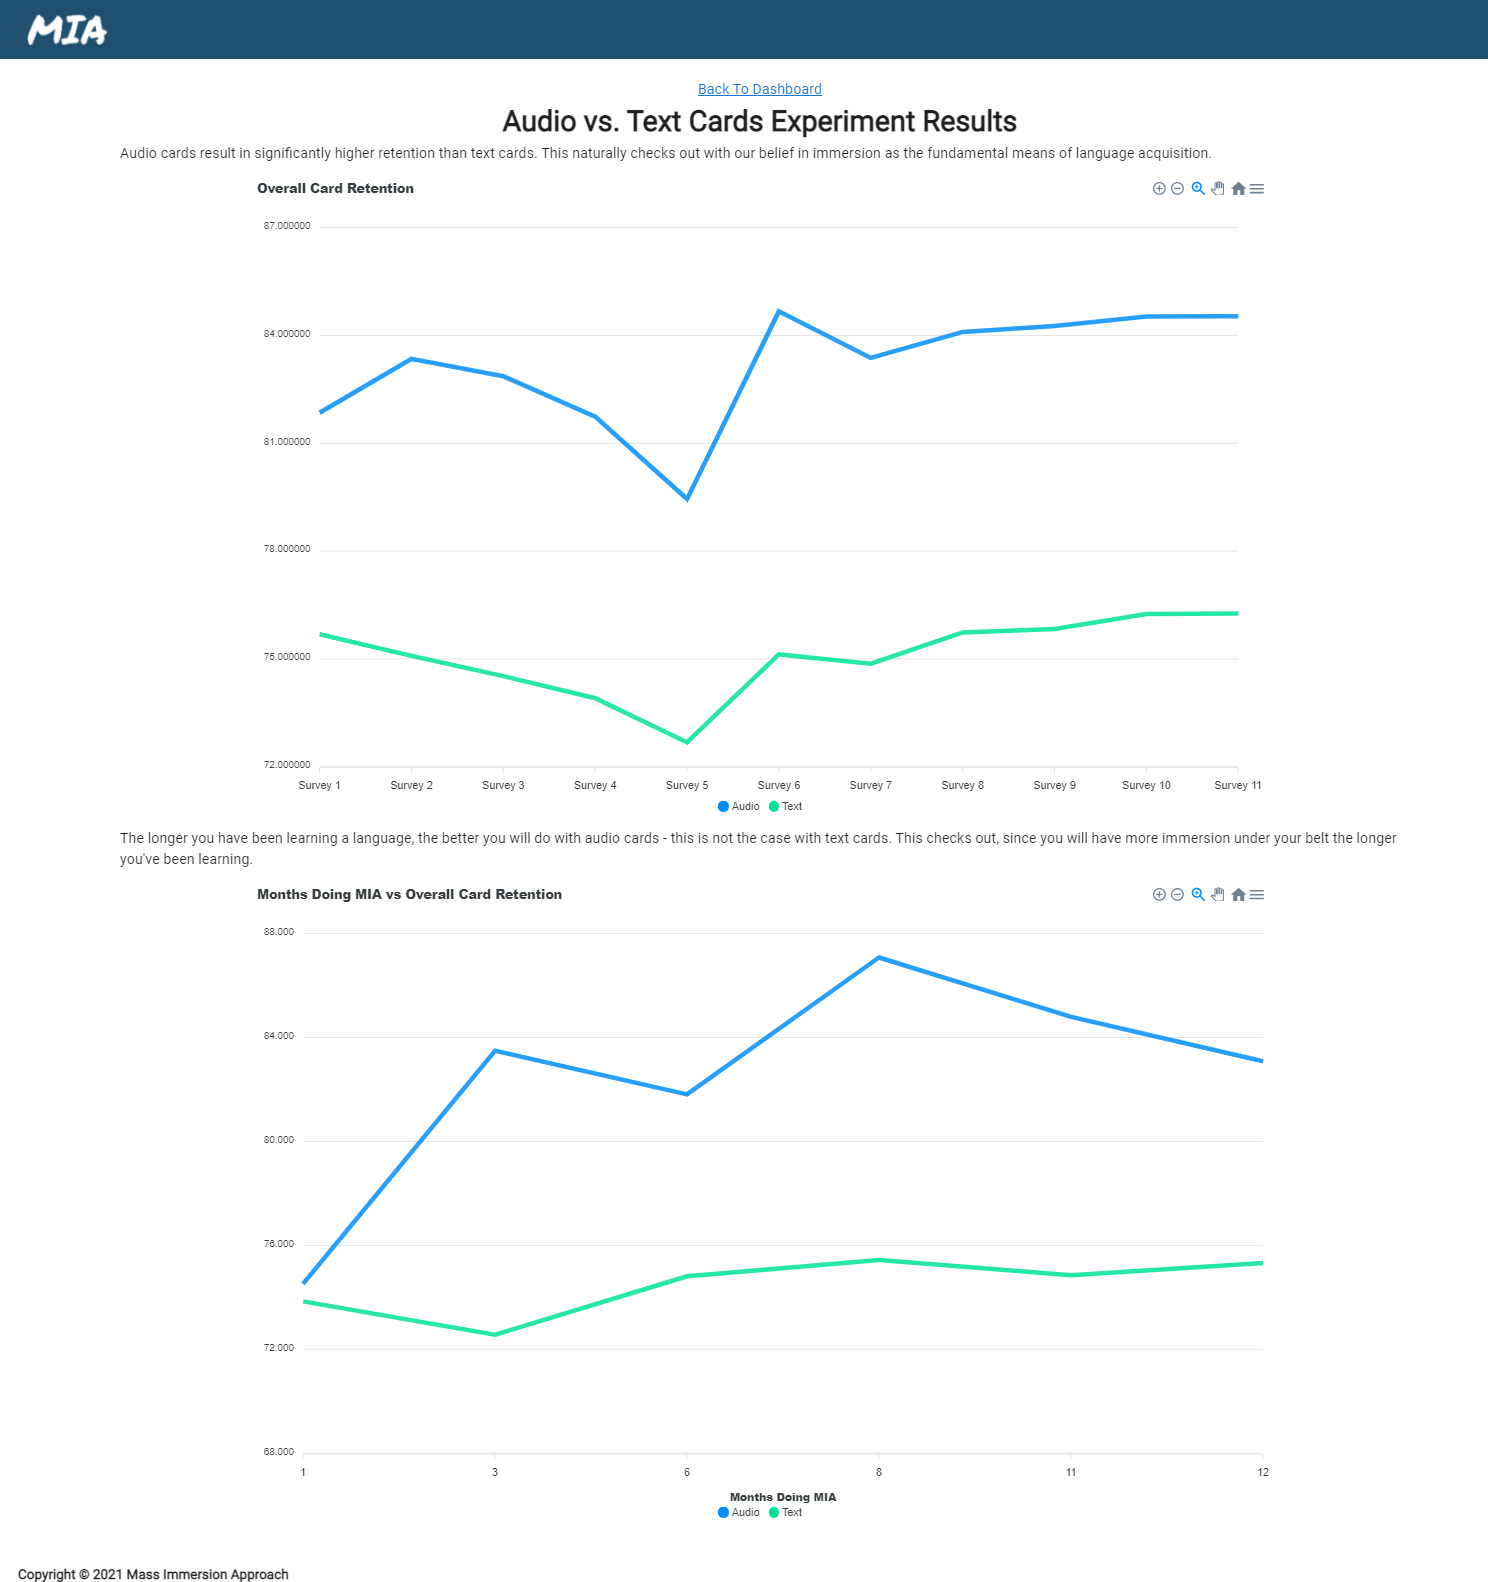 MIA
Back To Dashboard
Audio vs. Text Cards Experiment Results
Audio cards result in significantly higher retention than text cards. This naturally checks out with our belief in immersion as the fundamental means of language acquisition.
Overall Card Retention
87.000000
84.000000
81.000000
78.000000
75.000000
72.000000
Survey 1 Survey 2 Survey 3 Survey 4 Survey 5 Survey 6 Survey 7 Survey 8 Survey 9 Survey 10 Survey 11
Audio Text
The longer you have been learning a language, the better you will do with audio cards - this is not the case with text cards. This checks out, since you will have more immersion under your belt the longer
you've been learning.
Months Doing MIA vs Overall Card Retention
88.000
84.000
80.000
76.000
72.000
68.000
1 3 6 8 11 12
Months Doing MIA
Audio Text
Copyright © 2021 Mass Immersion Approach